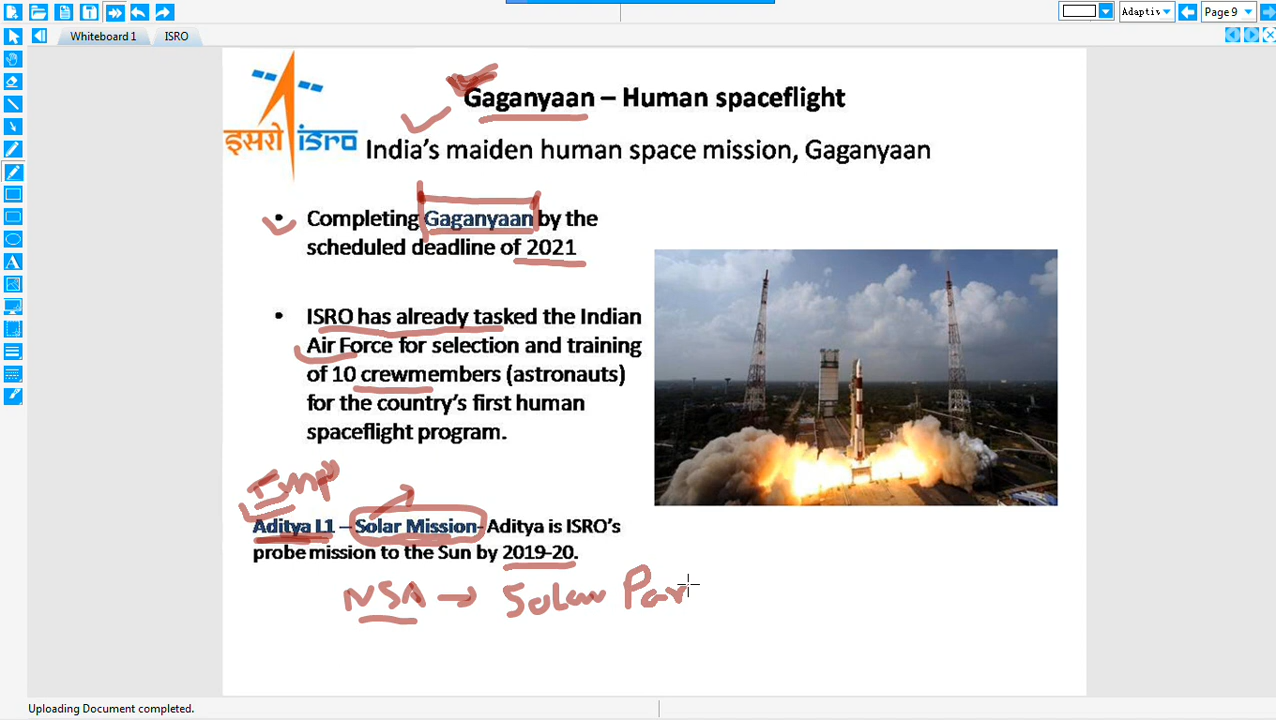 Adaptiv
Page 9
Whiteboard 1
ISRO
Gaganyaan – Human spaceflight
इसरो isro
India's maiden human space mission, Gaganyaan
• Completing Gaganyaan by the
scheduled deadline of 2021
• ISRO has already tasked the Indian
Air Force for selection and training
of 10 crewmembers (astronauts)
for the country's first human
spaceflight program.
Imp
Aditya L1 – Solar Mission- Aditya is ISRO's
probe mission to the Sun by 2019-20.
NSA → Solar Par
Uploading Document completed.